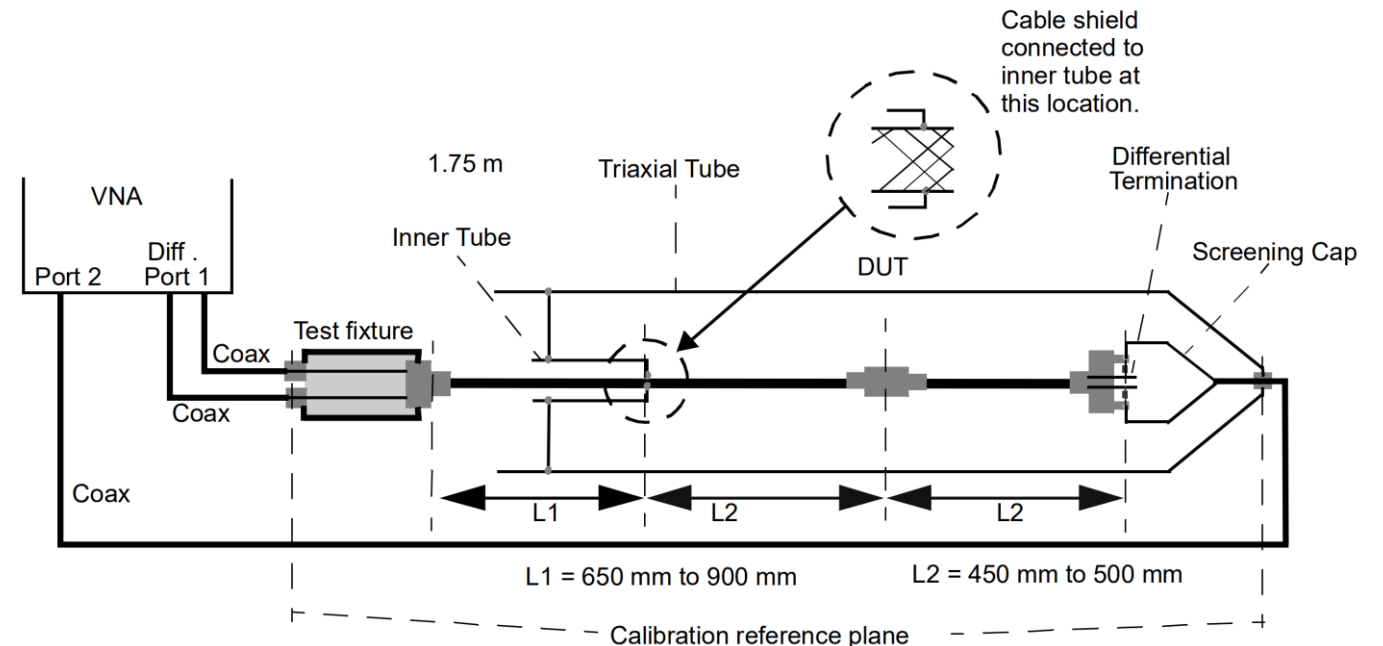 Cable shield
connected to
inner tube at
this location.
1.75 m
Triaxial Tube
Differential
Termination
VNA
Inner Tube
Diff .
Port 2
Port 1
DUT
Screening Cap
Test fixture
Coax
Coax
Coax
L1
L2
L2
L1 = 650 mm to 900 mm
L2 = 450 mm to 500 mm
Calibration reference plane